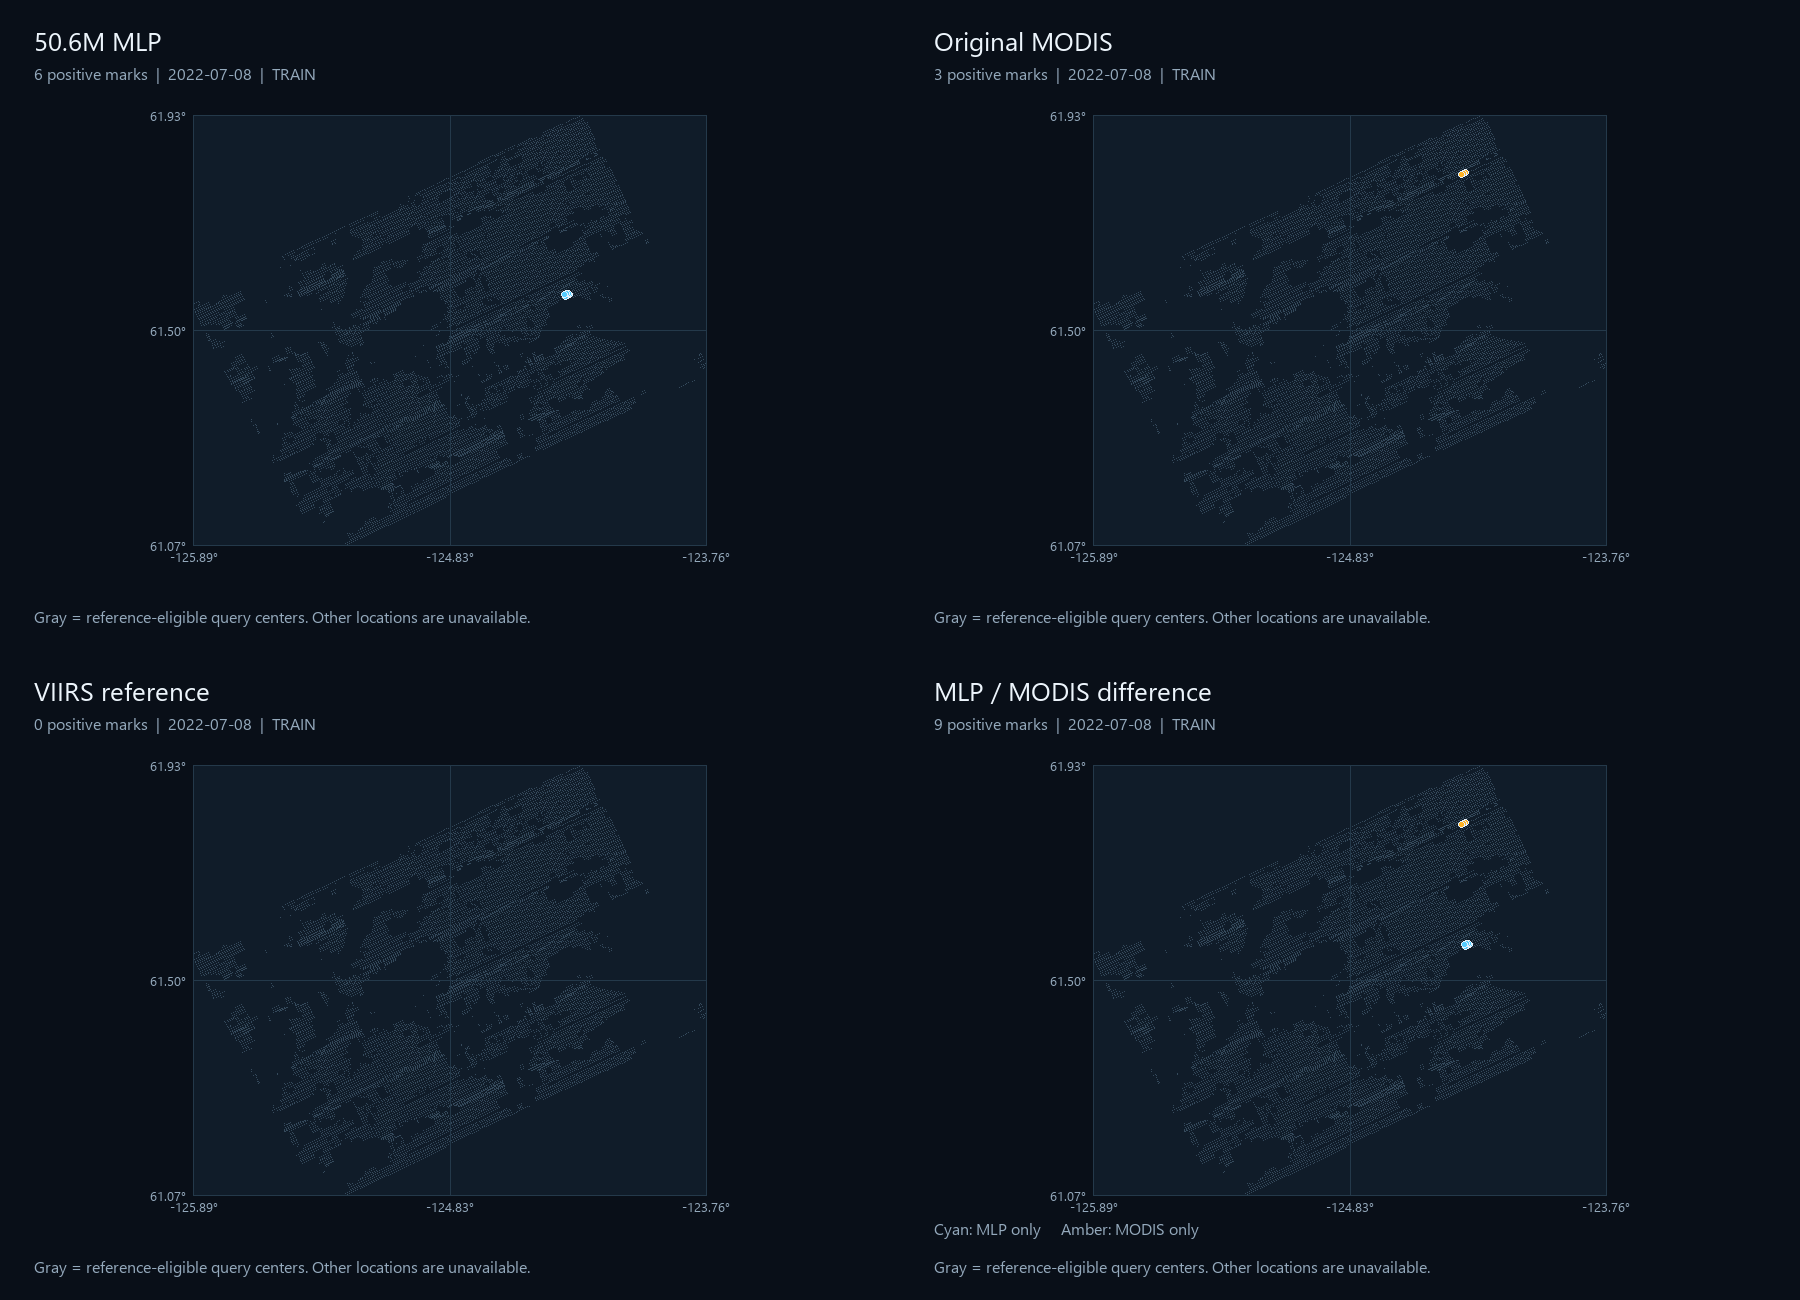 50.6M MLP
6 positive marks | 2022-07-08 | TRAIN
61.93°
61.50°
61.07°
-125.89°
-124.83°
-123.76°
Gray = reference-eligible query centers. Other locations are unavailable.
Original MODIS
3 positive marks | 2022-07-08 | TRAIN
61.93°
61.50°
61.07°
-125.89°
-124.83°
-123.76°
Gray = reference-eligible query centers. Other locations are unavailable.
VIIRS reference
0 positive marks | 2022-07-08 | TRAIN
61.93°
61.50°
61.07°
-125.89°
-124.83°
-123.76°
Gray = reference-eligible query centers. Other locations are unavailable.
MLP / MODIS difference
9 positive marks | 2022-07-08 | TRAIN
61.93°
61.50°
61.07°
-125.89°
-124.83°
-123.76°
Cyan: MLP only Amber: MODIS only
Gray = reference-eligible query centers. Other locations are unavailable.